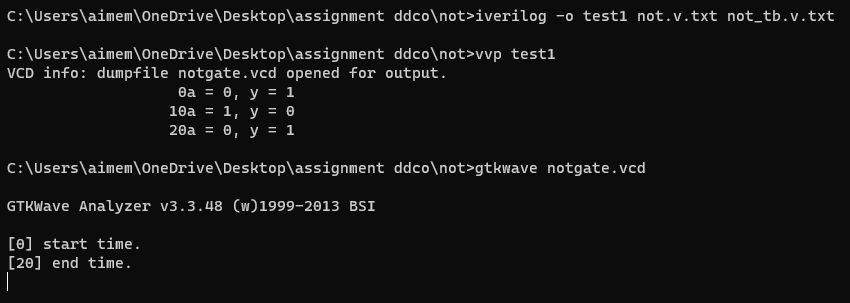 C:\Users\aimem\OneDrive\Desktop\assignment ddco\not>iverilog -o test1 not.v.txt not_tb.v.txt
C:\Users\aimem\OneDrive\Desktop\assignment ddco\not>vvp test1
VCD info: dumpfile notgate.vcd opened for output.
0a = 0, y = 1
10a = 1, y = 0
20a = 0, y = 1
C:\Users\aimem\OneDrive\Desktop\assignment ddco\not>gtkwave notgate.vcd
GTKWave Analyzer v3.3.48 (w)1999-2013 BSI
[0] start time.
[20] end time.